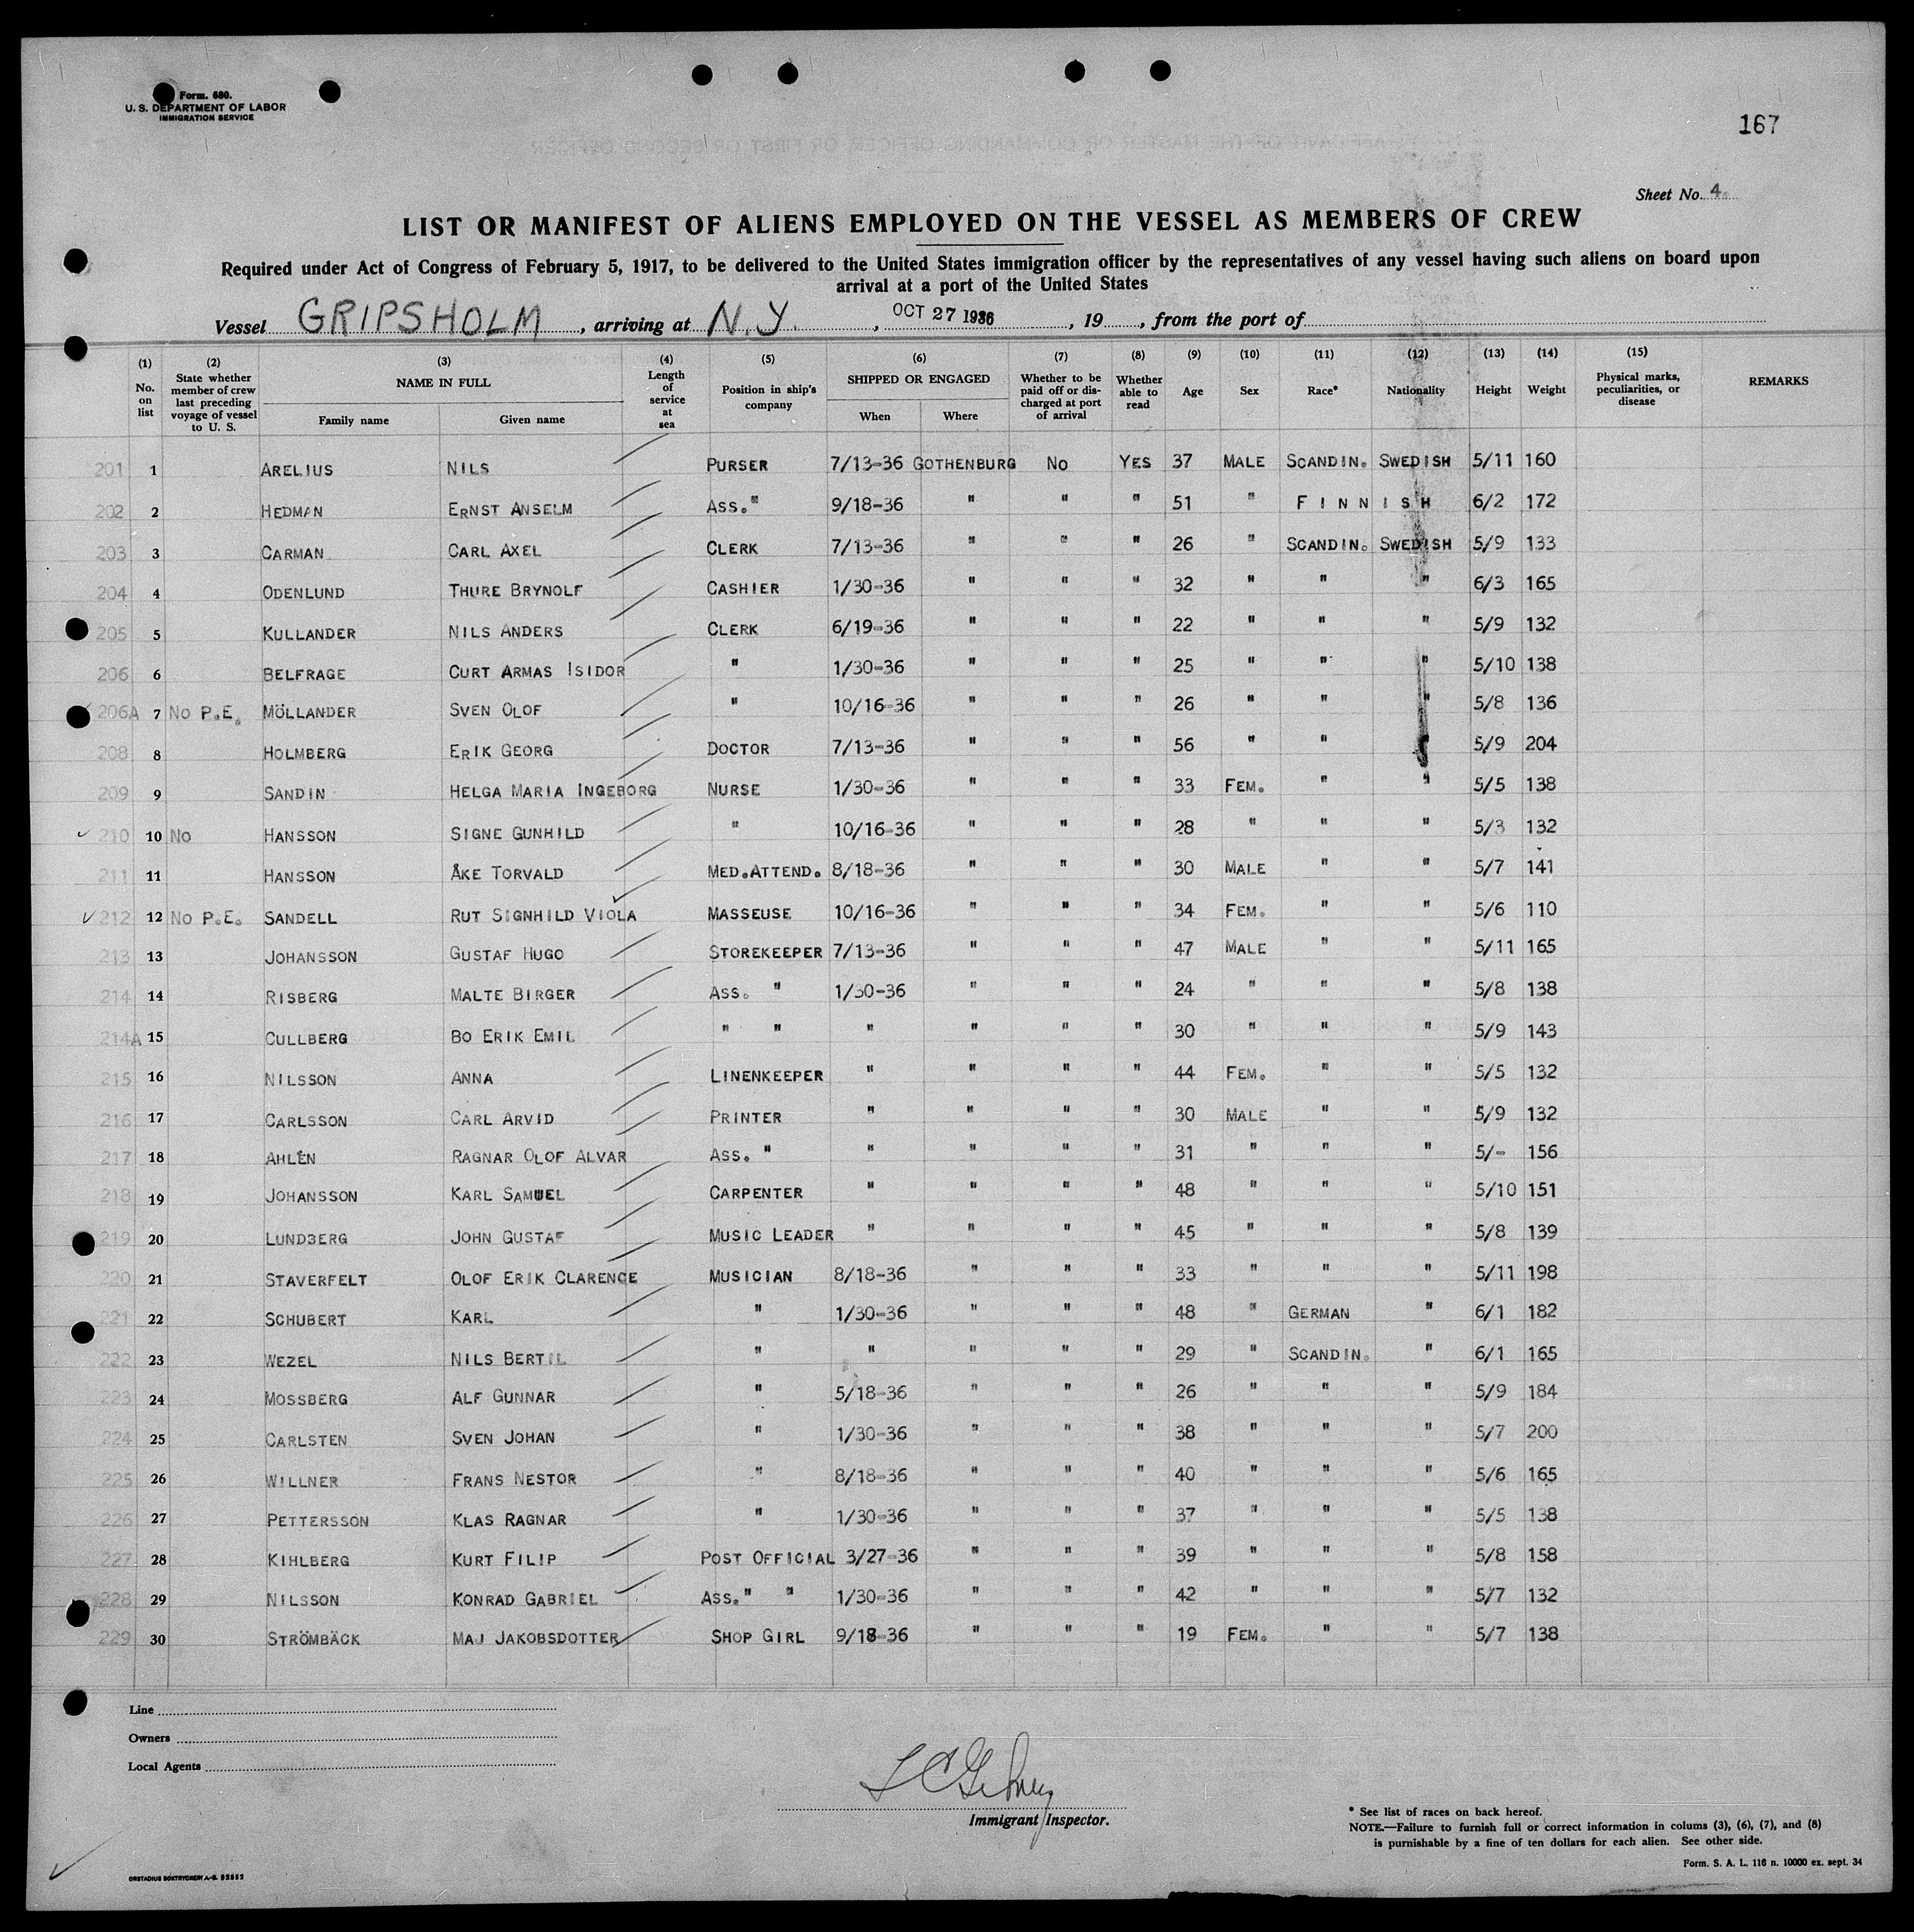 Form. 680.
U. S. DEPARTMENT OF LABOR
IMMIGRATION SERVICE
167
Sheet No. 4
LIST OR MANIFEST OF ALIENS EMPLOYED ON THE VESSEL AS MEMBERS OF CREW
Required under Act of Congress of February 5, 1917, to be delivered to the United States immigration officer by the representatives of any vessel having such aliens on board upon
arrival at a port of the United States
Vessel GRIPSHOLM, arriving at N.Y., OCT 27 1936, 19, from the port of
(1) No. on list (2) State whether member of crew last preceding voyage of vessel to U. S. (3) NAME IN FULL Family name Given name (4) Length of service at sea (5) Position in ship's company (6) SHIPPED OR ENGAGED When Where (7) Whether to be paid off or discharged at port of arrival (8) Whether able to read (9) Age (10) Sex (11) Race* (12) Nationality (13) Height (14) Weight (15) Physical marks, peculiarities, or disease REMARKS
201 1 ARELIUS NILS PURSER 7/13-36 GOTHENBURG No YES 37 MALE SCANDIN. SWEDISH 5/11 160
202 2 HEDMAN ERNST ANSELM ASS. " 9/18-36 " " " 51 " FINNISH 6/2 172
203 3 CARMAN CARL AXEL CLERK 7/13-36 " " " 26 " SCANDIN. SWEDISH 5/9 133
204 4 ODENLUND THURE BRYNOLF CASHIER 1/30-36 " " " 32 " " " 6/3 165
205 5 KULLANDER NILS ANDERS CLERK 6/19-36 " " " 22 " " " 5/9 132
206 6 BELFRAGE CURT ARMAS ISIDOR " 1/30-36 " " " 25 " " " 5/10 138
206A 7 No P.E. MÖLLANDER SVEN OLOF " 10/16-36 " " " 26 " " " 5/8 136
208 8 HOLMBERG ERIK GEORG DOCTOR 7/13-36 " " " 56 " " " 5/9 204
209 9 SANDIN HELGA MARIA INGEBORG NURSE 1/30-36 " " " 33 FEM. " " 5/5 138
210 10 No HANSSON SIGNE GUNHILD " 10/16-36 " " " 28 " " " 5/3 132
211 11 HANSSON ÅKE TORVALD MED.ATTEND. 8/18-36 " " " 30 MALE " " 5/7 141
212 12 No P.E. SANDELL RUT SIGNHILD VIOLA MASSEUSE 10/16-36 " " " 34 FEM. " " 5/6 110
213 13 JOHANSSON GUSTAF HUGO STOREKEEPER 7/13-36 " " " 47 MALE " " 5/11 165
214 14 RISBERG MALTE BIRGER ASS. " 1/30-36 " " " 24 " " " 5/8 138
214A 15 CULLBERG BO ERIK EMIL " " " " " " 30 " " " 5/9 143
215 16 NILSSON ANNA LINENKEEPER " " " " 44 FEM. " " 5/5 132
216 17 CARLSSON CARL ARVID PRINTER " " " " 30 MALE " " 5/9 132
217 18 AHLÉN RAGNAR OLOF ALVAR ASS. " " " " " 31 " " " 5/- 156
218 19 JOHANSSON KARL SAMUEL CARPENTER " " " " 48 " " " 5/10 151
219 20 LUNDBERG JOHN GUSTAF MUSIC LEADER " " " " 45 " " " 5/8 139
220 21 STAVERFELT OLOF ERIK CLARENCE MUSICIAN 8/18-36 " " " 33 " " " 5/11 198
221 22 SCHUBERT KARL " 1/30-36 " " " 48 " GERMAN " 6/1 182
222 23 WEZEL NILS BERTIL " " " " " 29 " SCANDIN. " 6/1 165
223 24 MOSSBERG ALF GUNNAR " 5/18-36 " " " 26 " " " 5/9 184
224 25 CARLSTEN SVEN JOHAN " 1/30-36 " " " 38 " " " 5/7 200
225 26 WILLNER FRANS NESTOR " 8/18-36 " " " 40 " " " 5/6 165
226 27 PETTERSSON KLAS RAGNAR " 1/30-36 " " " 37 " " " 5/5 138
227 28 KIHLBERG KURT FILIP POST OFFICIAL 3/27-36 " " " 39 " " " 5/8 158
228 29 NILSSON KONRAD GABRIEL ASS. " " 1/30-36 " " " 42 " " " 5/7 132
229 30 STRÖMBÄCK MAJ JAKOBSDOTTER SHOP GIRL 9/18-36 " " " 19 FEM. " " 5/7 138
Line
Owners
Local Agents
Immigrant Inspector.
* See list of races on back hereof.
NOTE.—Failure to furnish full or correct information in colums (3), (6), (7), and (8)
is purnishable by a fine of ten dollars for each alien. See other side.
Form. S. A. L. 116 n. 10000 ex. sept. 34
ORSTADIUS BOKTRYCKERI A.-B.